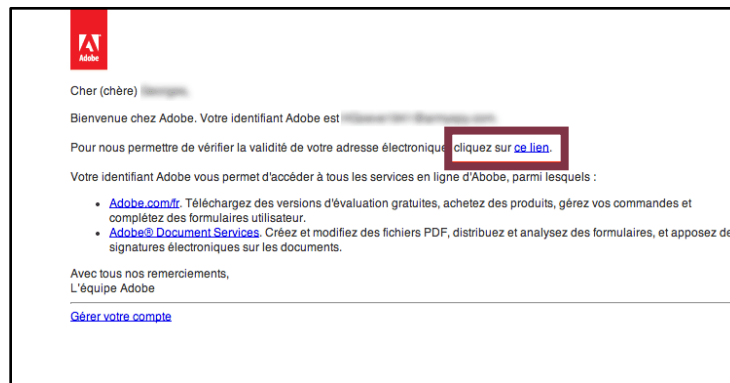 Adobe
Cher (chère)
Bienvenue chez Adobe. Votre identifiant Adobe est
Pour nous permettre de vérifier la validité de votre adresse électronique cliquez sur ce lien.
Votre identifiant Adobe vous permet d'accéder à tous les services en ligne d'Abobe, parmi lesquels :
• Adobe.com/fr. Téléchargez des versions d'évaluation gratuites, achetez des produits, gérez vos commandes et
complétez des formulaires utilisateur.
• Adobe® Document Services. Créez et modifiez des fichiers PDF, distribuez et analysez des formulaires, et apposez de
signatures électroniques sur les documents.
Avec tous nos remerciements,
L'équipe Adobe
Gérer votre compte